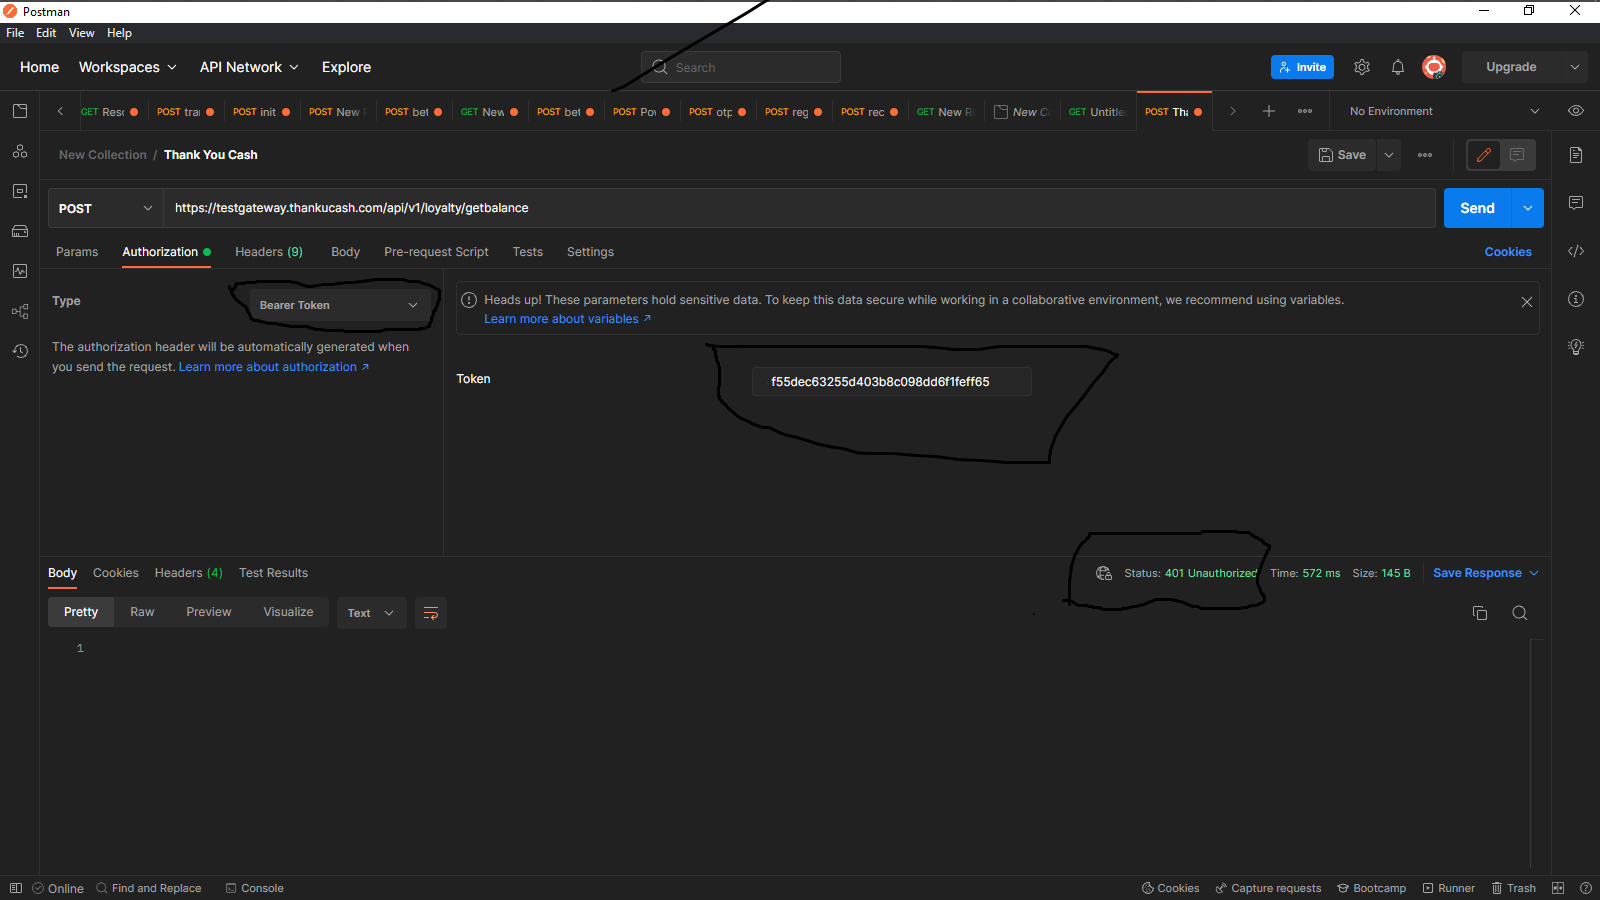 Postman
File Edit View Help
Home Workspaces API Network Explore Search Invite Upgrade
GET Reso POST tra POST init POST New POST bet GET New POST bet POST Po POST otp POST reg POST rec GET New R New C GET Untitle POST Tha No Environment
New Collection / Thank You Cash Save
POST https://testgateway.thankucash.com/api/v1/loyalty/getbalance Send
Params Authorization Headers (9) Body Pre-request Script Tests Settings Cookies
Type Bearer Token
The authorization header will be automatically generated when
you send the request. Learn more about authorization ↗
Heads up! These parameters hold sensitive data. To keep this data secure while working in a collaborative environment, we recommend using variables.
Learn more about variables ↗
Token f55dec63255d403b8c098dd6f1feff65
Body Cookies Headers (4) Test Results Status: 401 Unauthorized Time: 572 ms Size: 145 B Save Response
Pretty Raw Preview Visualize Text
1
Online Find and Replace Console Cookies Capture requests Bootcamp Runner Trash